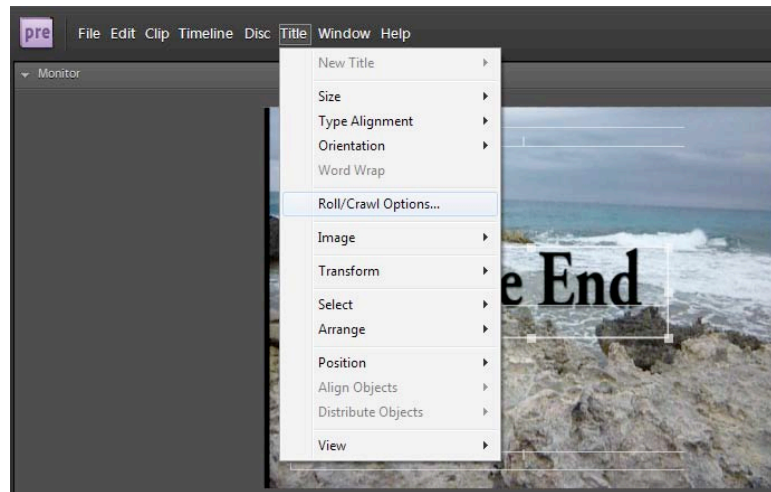 pre
File Edit Clip Timeline Disc Title Window Help
Monitor
New Title
Size
Type Alignment
Orientation
Word Wrap
Roll/Crawl Options...
Image
Transform
Select
Arrange
Position
Align Objects
Distribute Objects
View
e End